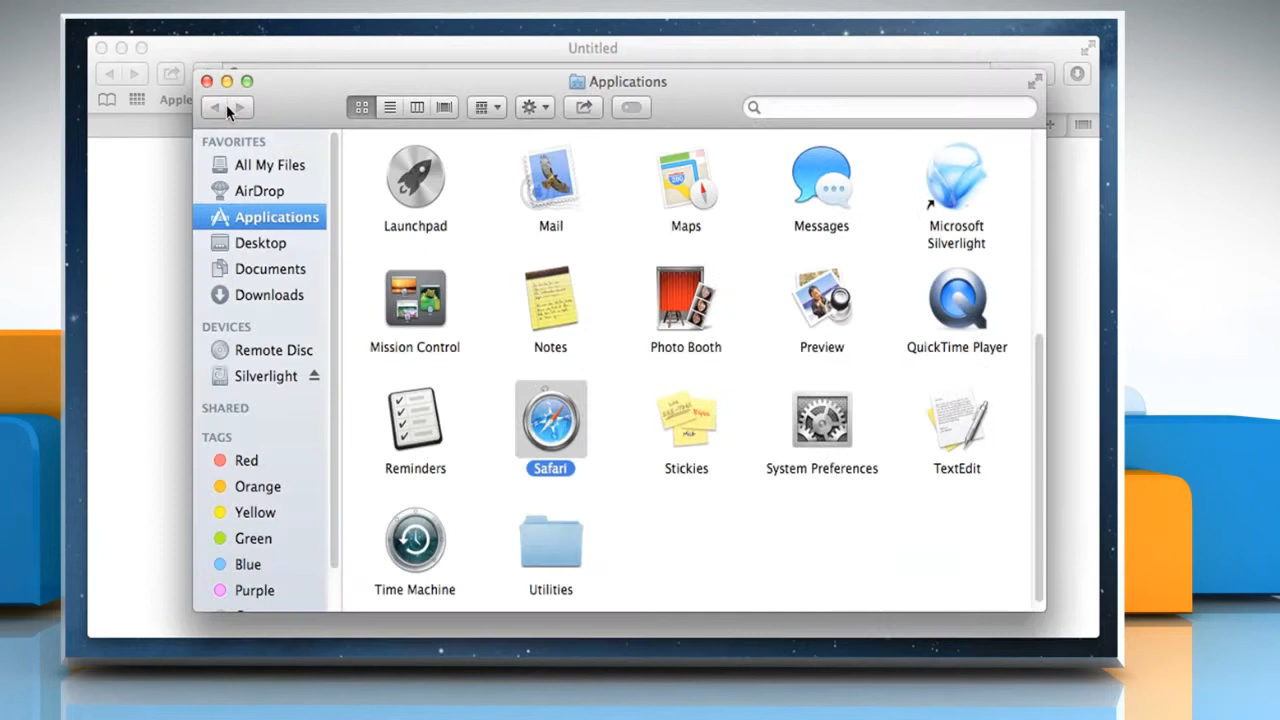 Untitled
Applications
Apple
FAVORITES
All My Files
AirDrop
Applications
Desktop
Documents
Downloads
DEVICES
Remote Disc
Silverlight
SHARED
TAGS
Red
Orange
Yellow
Green
Blue
Purple
Launchpad
Mail
Maps
Messages
Microsoft
Silverlight
Mission Control
Notes
Photo Booth
Preview
QuickTime Player
Reminders
Safari
Stickies
System Preferences
TextEdit
Time Machine
Utilities